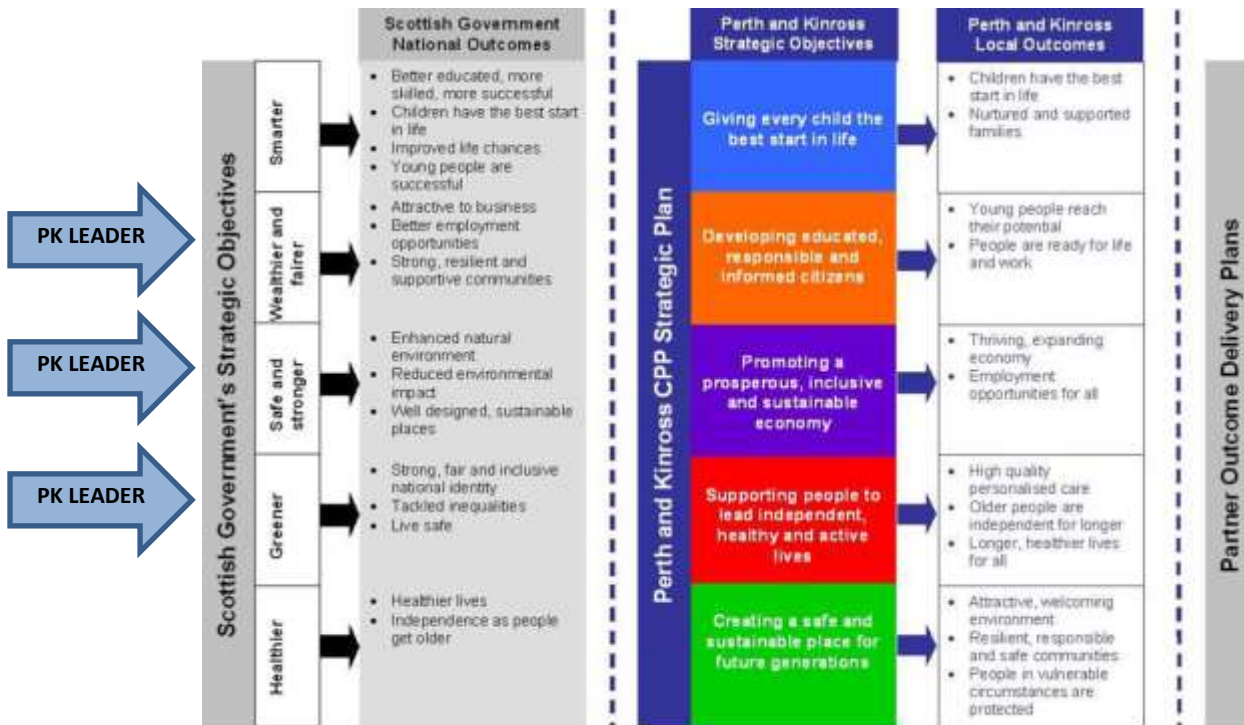 Scottish Government
National Outcomes
Perth and Kinross
Strategic Objectives
Perth and Kinross
Local Outcomes
PK LEADER
PK LEADER
PK LEADER
Scottish Government's Strategic Objectives
Smarter
• Better educated, more
skilled, more successful
• Children have the best start
in life
• Improved life chances
• Young people are
successful
Wealthier and
fairer
• Attractive to business
• Better employment
opportunities
• Strong, resilient and
supportive communities
Safe and
stronger
• Enhanced natural
environment
• Reduced environmental
impact
• Well designed, sustainable
places
Greener
• Strong, fair and inclusive
national identity
• Tackled inequalities
• Live safe
Healthier
• Healthier lives
• Independence as people
get older
Perth and Kinross CPP Strategic Plan
Giving every child the
best start in life
• Children have the best
start in life
• Nurtured and supported
families
Developing educated,
responsible and
informed citizens
• Young people reach
their potential
• People are ready for life
and work
Promoting a
prosperous, inclusive
and sustainable
economy
• Thriving, expanding
economy
• Employment
opportunities for all
Supporting people to
lead independent,
healthy and active
lives
• High quality
personalised care
• Older people are
independent for longer
• Longer, healthier lives
for all
Creating a safe and
sustainable place for
future generations
• Attractive, welcoming
environment
• Resilient, responsible
and safe communities
• People in vulnerable
circumstances are
protected
Partner Outcome Delivery Plans